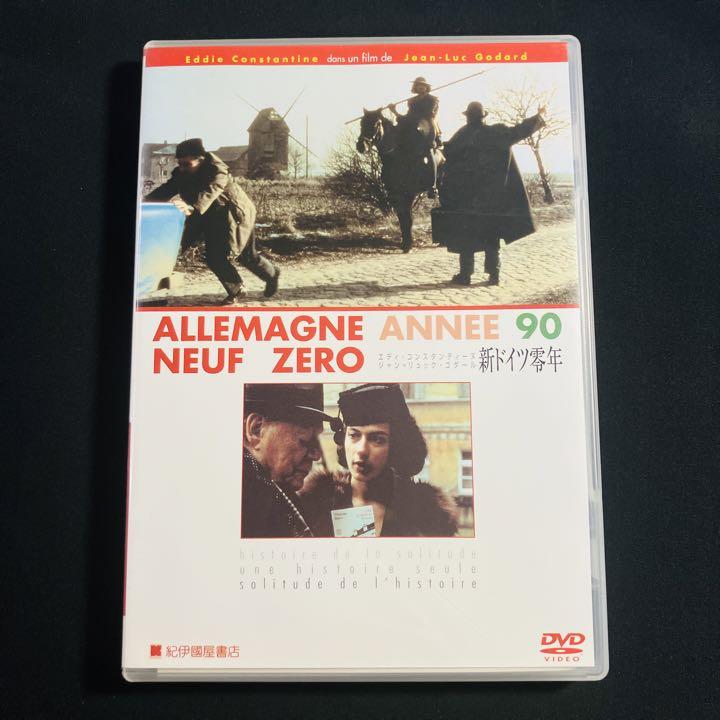 Eddie Constantine dans un film de Jean-Luc Godard
ALLEMAGNE ANNEE 90
NEUF ZERO
エディ・コンスタンティーヌ
ジャン=リュック・ゴダール
新ドイツ零年
histoire de la solitude
une histoire seule
solitude de l'histoire
K 紀伊國屋書店
DVD
VIDEO